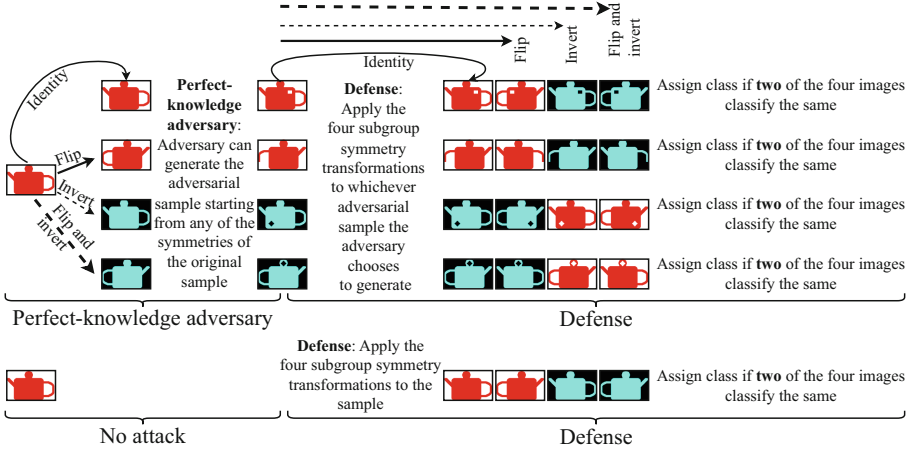 Flip
Invert
Flip and
invert
Identity
Identity
Flip
Invert
Flip and
invert
Perfect-
knowledge
adversary:
Adversary can
generate the
adversarial
sample starting
from any of the
symmetries of
the original
sample
Defense:
Apply the
four subgroup
symmetry
transformations
to whichever
adversarial
sample the
adversary
chooses
to generate
Assign class if two of the four images
classify the same
Assign class if two of the four images
classify the same
Assign class if two of the four images
classify the same
Assign class if two of the four images
classify the same
Perfect-knowledge adversary
Defense
Defense: Apply the
four subgroup symmetry
transformations to the
sample
Assign class if two of the four images
classify the same
No attack
Defense